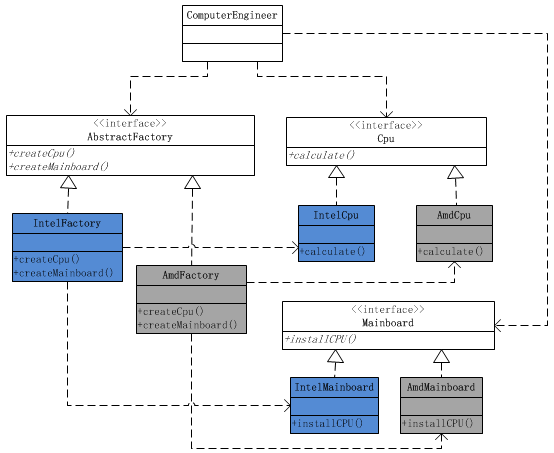 ComputerEngineer
<<interface>>
AbstractFactory
+createCpu()
+createMainboard()
<<interface>>
Cpu
+calculate()
IntelFactory
+createCpu()
+createMainboard()
IntelCpu
+calculate()
AmdCpu
+calculate()
AmdFactory
+createCpu()
+createMainboard()
<<interface>>
Mainboard
+installCPU()
IntelMainboard
+installCPU()
AmdMainboard
+installCPU()